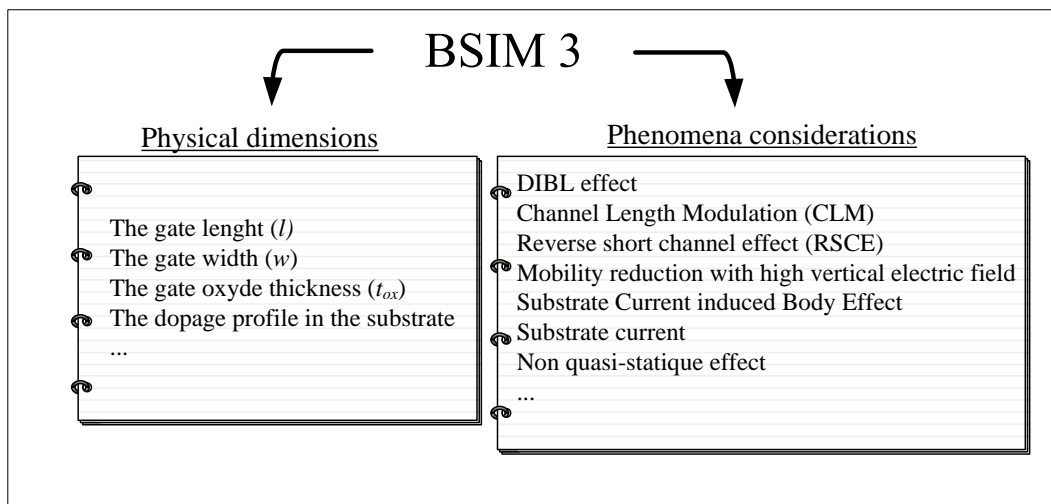 BSIM 3
Physical dimensions
The gate lenght (l)
The gate width (w)
The gate oxyde thickness (tox)
The dopage profile in the substrate
...
Phenomena considerations
DIBL effect
Channel Length Modulation (CLM)
Reverse short channel effect (RSCE)
Mobility reduction with high vertical electric field
Substrate Current induced Body Effect
Substrate current
Non quasi-statique effect
...